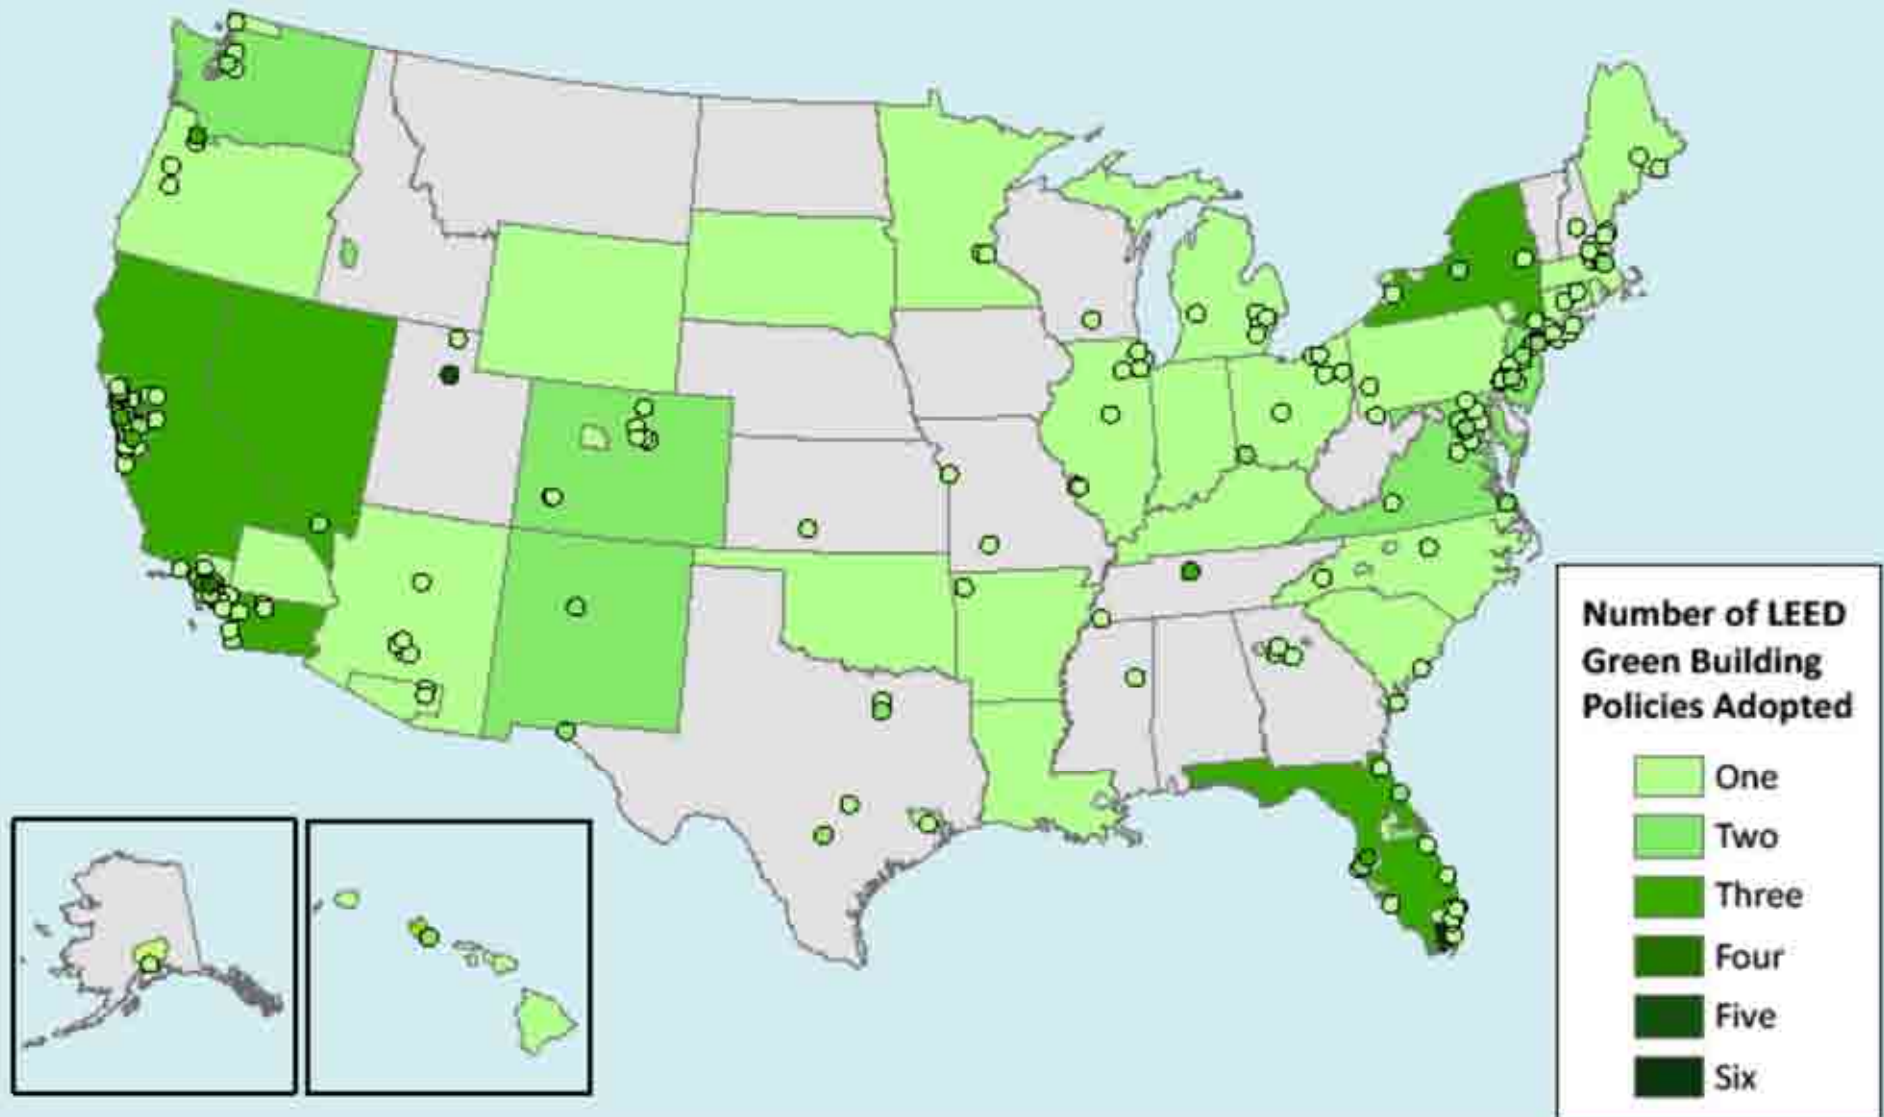 Number of LEED
Green Building
Policies Adopted
One
Two
Three
Four
Five
Six